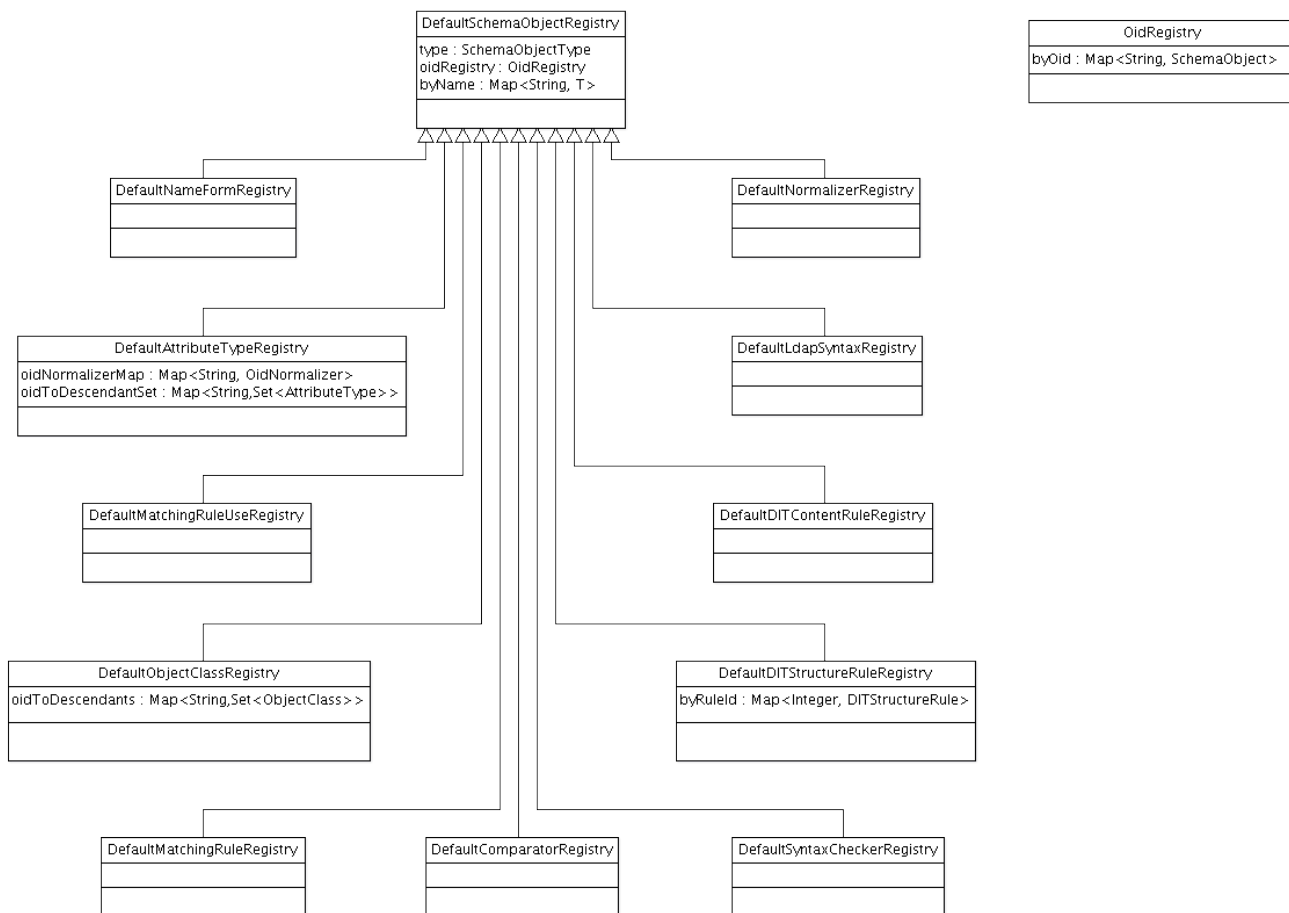 DefaultSchemaObjectRegistry
type : SchemaObjectType
oidRegistry : OidRegistry
byName : Map<String, T>
OidRegistry
byOid : Map<String, SchemaObject>
DefaultNameFormRegistry
DefaultNormalizerRegistry
DefaultAttributeTypeRegistry
oidNormalizerMap : Map<String, OidNormalizer>
oidToDescendantSet : Map<String,Set<AttributeType>>
DefaultLdapSyntaxRegistry
DefaultMatchingRuleUseRegistry
DefaultDITContentRuleRegistry
DefaultObjectClassRegistry
oidToDescendants : Map<String,Set<ObjectClass>>
DefaultDITStructureRuleRegistry
byRuleId : Map<Integer, DITStructureRule>
DefaultMatchingRuleRegistry
DefaultComparatorRegistry
DefaultSyntaxCheckerRegistry